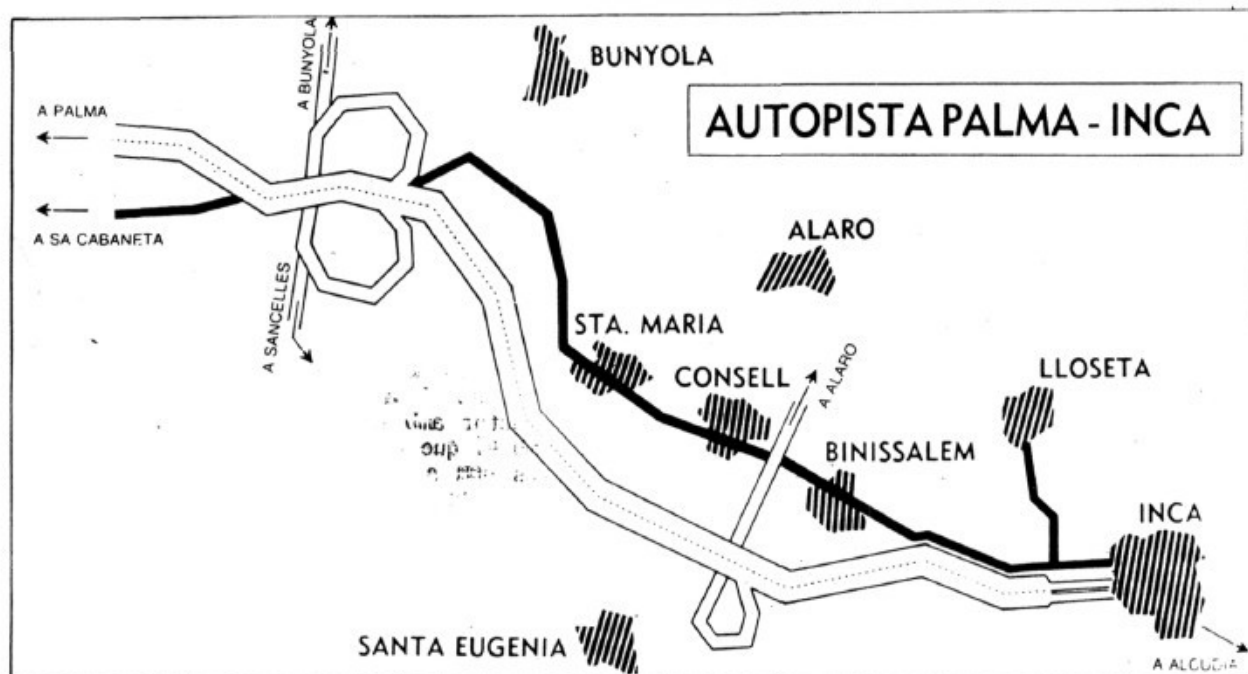 A BUNYOLA
BUNYOLA
A PALMA
AUTOPISTA PALMA - INCA
A SA CABANETA
ALARO
A SANCELLES
STA. MARIA
CONSELL
A ALARO
LLOSETA
BINISSALEM
INCA
SANTA EUGENIA
A ALCUDIA